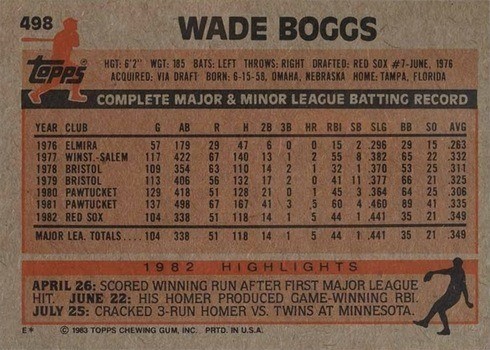 498
WADE BOGGS
Topps
HGT: 6'2" WGT: 185 BATS: LEFT THROWS: RIGHT DRAFTED: RED SOX #7-JUNE, 1976
ACQUIRED: VIA DRAFT BORN: 6-15-58, OMAHA, NEBRASKA HOME: TAMPA, FLORIDA
COMPLETE MAJOR & MINOR LEAGUE BATTING RECORD
YEAR CLUB G AB R H 2B 3B HR RBI SB SLG BB SO AVG
1976 ELMIRA 57 179 29 47 6 0 0 15 2 .296 29 15 .263
1977 WINST.-SALEM 117 422 67 140 13 1 2 55 8 .382 65 22 .332
1978 BRISTOL 109 354 63 110 14 2 1 32 1 .370 53 25 .311
1979 BRISTOL 113 406 56 132 17 2 0 41 11 .377 66 21 .325
1980 PAWTUCKET 129 418 51 128 21 0 1 45 3 .364 64 25 .306
1981 PAWTUCKET 137 498 67 167 41 3 5 60 4 .460 89 41 .335
1982 RED SOX 104 338 51 118 14 1 5 44 1 .441 35 21 .349
MAJOR LEA. TOTALS .... 104 338 51 118 14 1 5 44 1 .441 35 21 .349
1982 HIGHLIGHTS
APRIL 26: SCORED WINNING RUN AFTER FIRST MAJOR LEAGUE
HIT. JUNE 22: HIS HOMER PRODUCED GAME-WINNING RBI.
JULY 25: CRACKED 3-RUN HOMER VS. TWINS AT MINNESOTA.
E* © 1983 TOPPS CHEWING GUM, INC. PRTD. IN U.S.A.